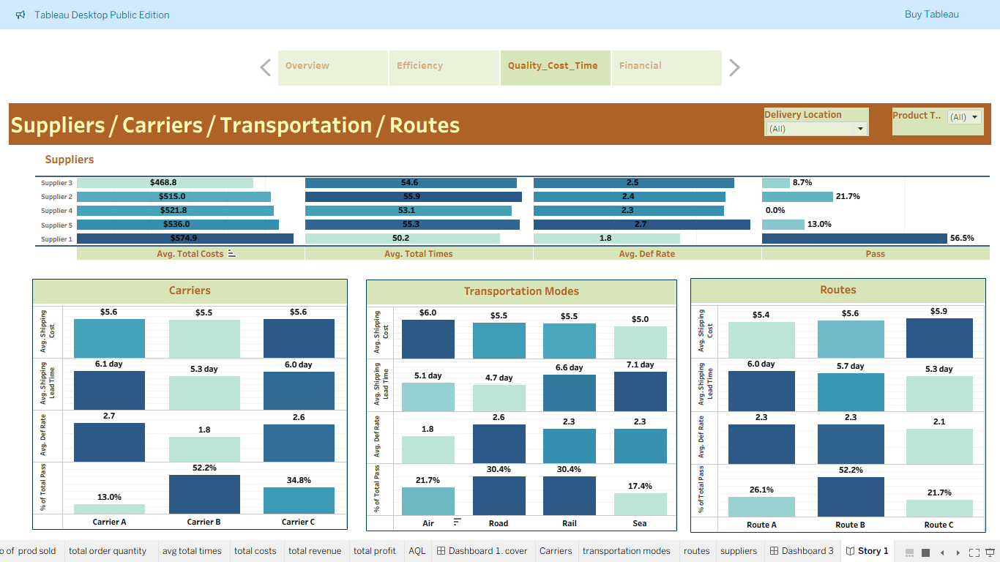 Tableau Desktop Public Edition
Buy Tableau
Overview
Efficiency
Quality_Cost_Time
Financial
Suppliers / Carriers / Transportation / Routes
Delivery Location
(All)
Product T..
(All)
Suppliers
Supplier 3 $468.8 54.6 2.5 8.7%
Supplier 2 $515.0 55.9 2.4 21.7%
Supplier 4 $521.8 53.1 2.3 0.0%
Supplier 5 $536.0 55.3 2.7 13.0%
Supplier 1 $574.9 50.2 1.8 56.5%
Avg. Total Costs Avg. Total Times Avg. Def Rate Pass
Carriers
Avg. Shipping
Cost
$5.6 $5.5 $5.6
Avg. Shipping
Lead Time
6.1 day 5.3 day 6.0 day
Avg. Def Rate
2.7 1.8 2.6
% of Total Pass
13.0% 52.2% 34.8%
Carrier A Carrier B Carrier C
Transportation Modes
Avg. Shipping
Cost
$6.0 $5.5 $5.5 $5.0
Avg. Shipping
Lead Time
5.1 day 4.7 day 6.6 day 7.1 day
Avg. Def Rate
1.8 2.6 2.3 2.3
% of Total Pass
21.7% 30.4% 30.4% 17.4%
Air Road Rail Sea
Routes
Avg. Shipping
Cost
$5.4 $5.6 $5.9
Avg. Shipping
Lead Time
6.0 day 5.7 day 5.3 day
Avg. Def Rate
2.3 2.3 2.1
% of Total Pass
26.1% 52.2% 21.7%
Route A Route B Route C
o of prod sold total order quantity avg total times total costs total revenue total profit AQL Dashboard 1. cover Carriers transportation modes routes suppliers Dashboard 3 Story 1